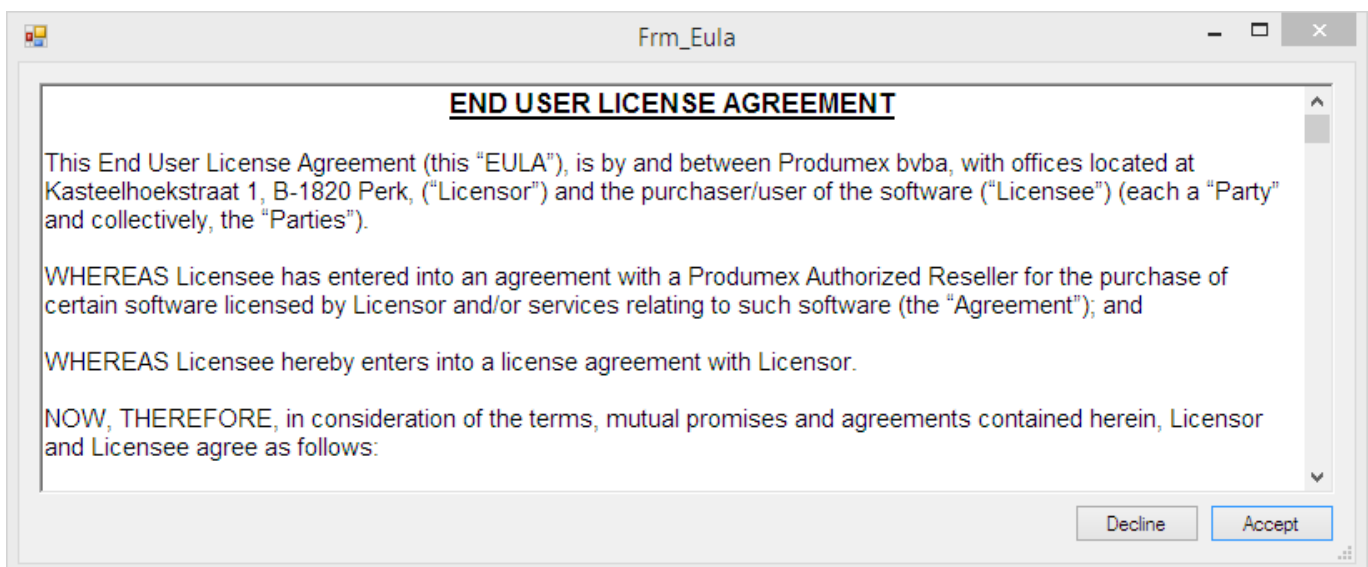 Frm_Eula
END USER LICENSE AGREEMENT
This End User License Agreement (this “EULA”), is by and between Produmex bvba, with offices located at
Kasteelhoekstraat 1, B-1820 Perk, (“Licensor”) and the purchaser/user of the software (“Licensee”) (each a “Party”
and collectively, the “Parties”).
WHEREAS Licensee has entered into an agreement with a Produmex Authorized Reseller for the purchase of
certain software licensed by Licensor and/or services relating to such software (the “Agreement”); and
WHEREAS Licensee hereby enters into a license agreement with Licensor.
NOW, THEREFORE, in consideration of the terms, mutual promises and agreements contained herein, Licensor
and Licensee agree as follows:
Decline
Accept